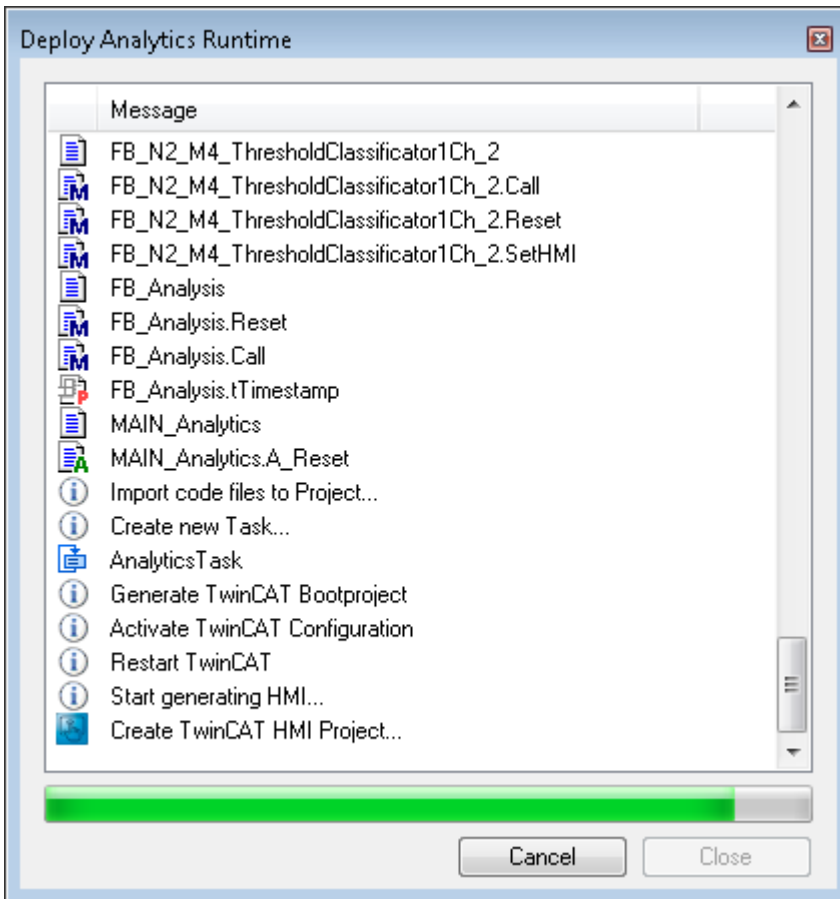 Deploy Analytics Runtime
Message
FB_N2_M4_ThresholdClassificator1Ch_2
FB_N2_M4_ThresholdClassificator1Ch_2.Call
FB_N2_M4_ThresholdClassificator1Ch_2.Reset
FB_N2_M4_ThresholdClassificator1Ch_2.SetHMI
FB_Analysis
FB_Analysis.Reset
FB_Analysis.Call
FB_Analysis.tTimestamp
MAIN_Analytics
MAIN_Analytics.A_Reset
Import code files to Project...
Create new Task...
AnalyticsTask
Generate TwinCAT Bootproject
Activate TwinCAT Configuration
Restart TwinCAT
Start generating HMI...
Create TwinCAT HMI Project...
Cancel Close